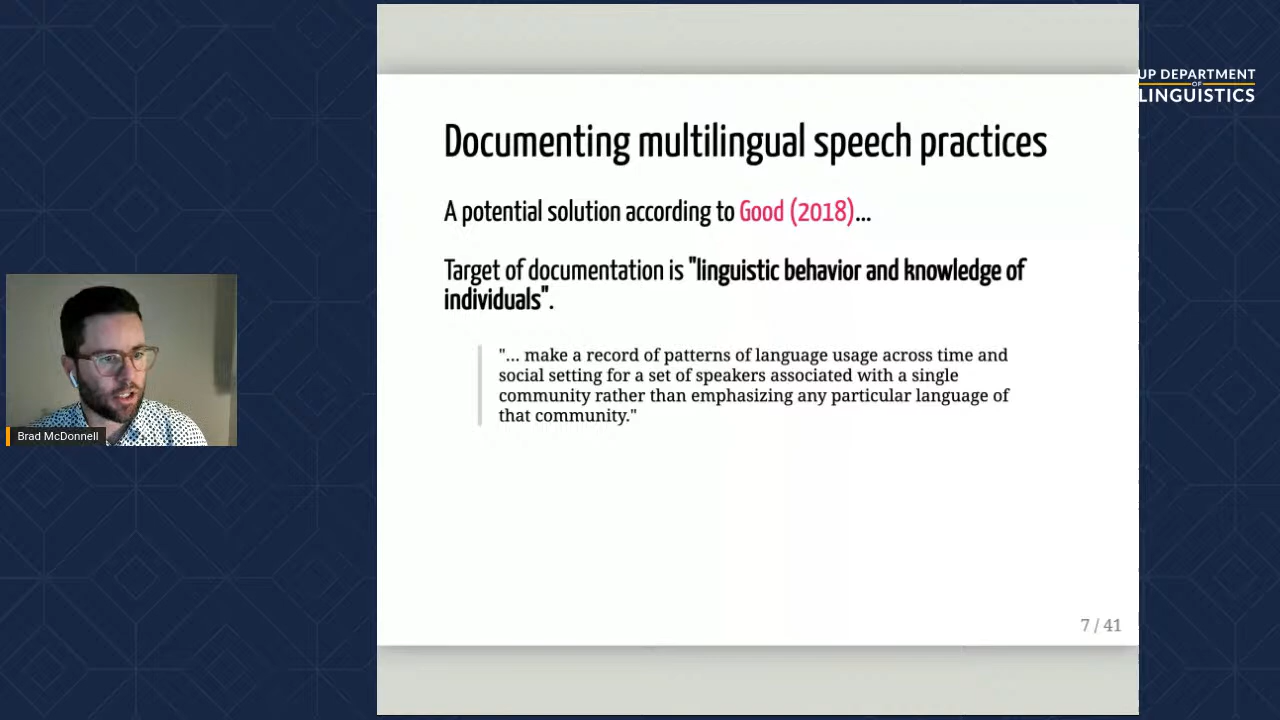 UP DEPARTMENT
OF
LINGUISTICS
Documenting multilingual speech practices
A potential solution according to Good (2018)...
Target of documentation is "linguistic behavior and knowledge of
individuals".
"... make a record of patterns of language usage across time and
social setting for a set of speakers associated with a single
community rather than emphasizing any particular language of
that community."
Brad McDonnell
7 / 41